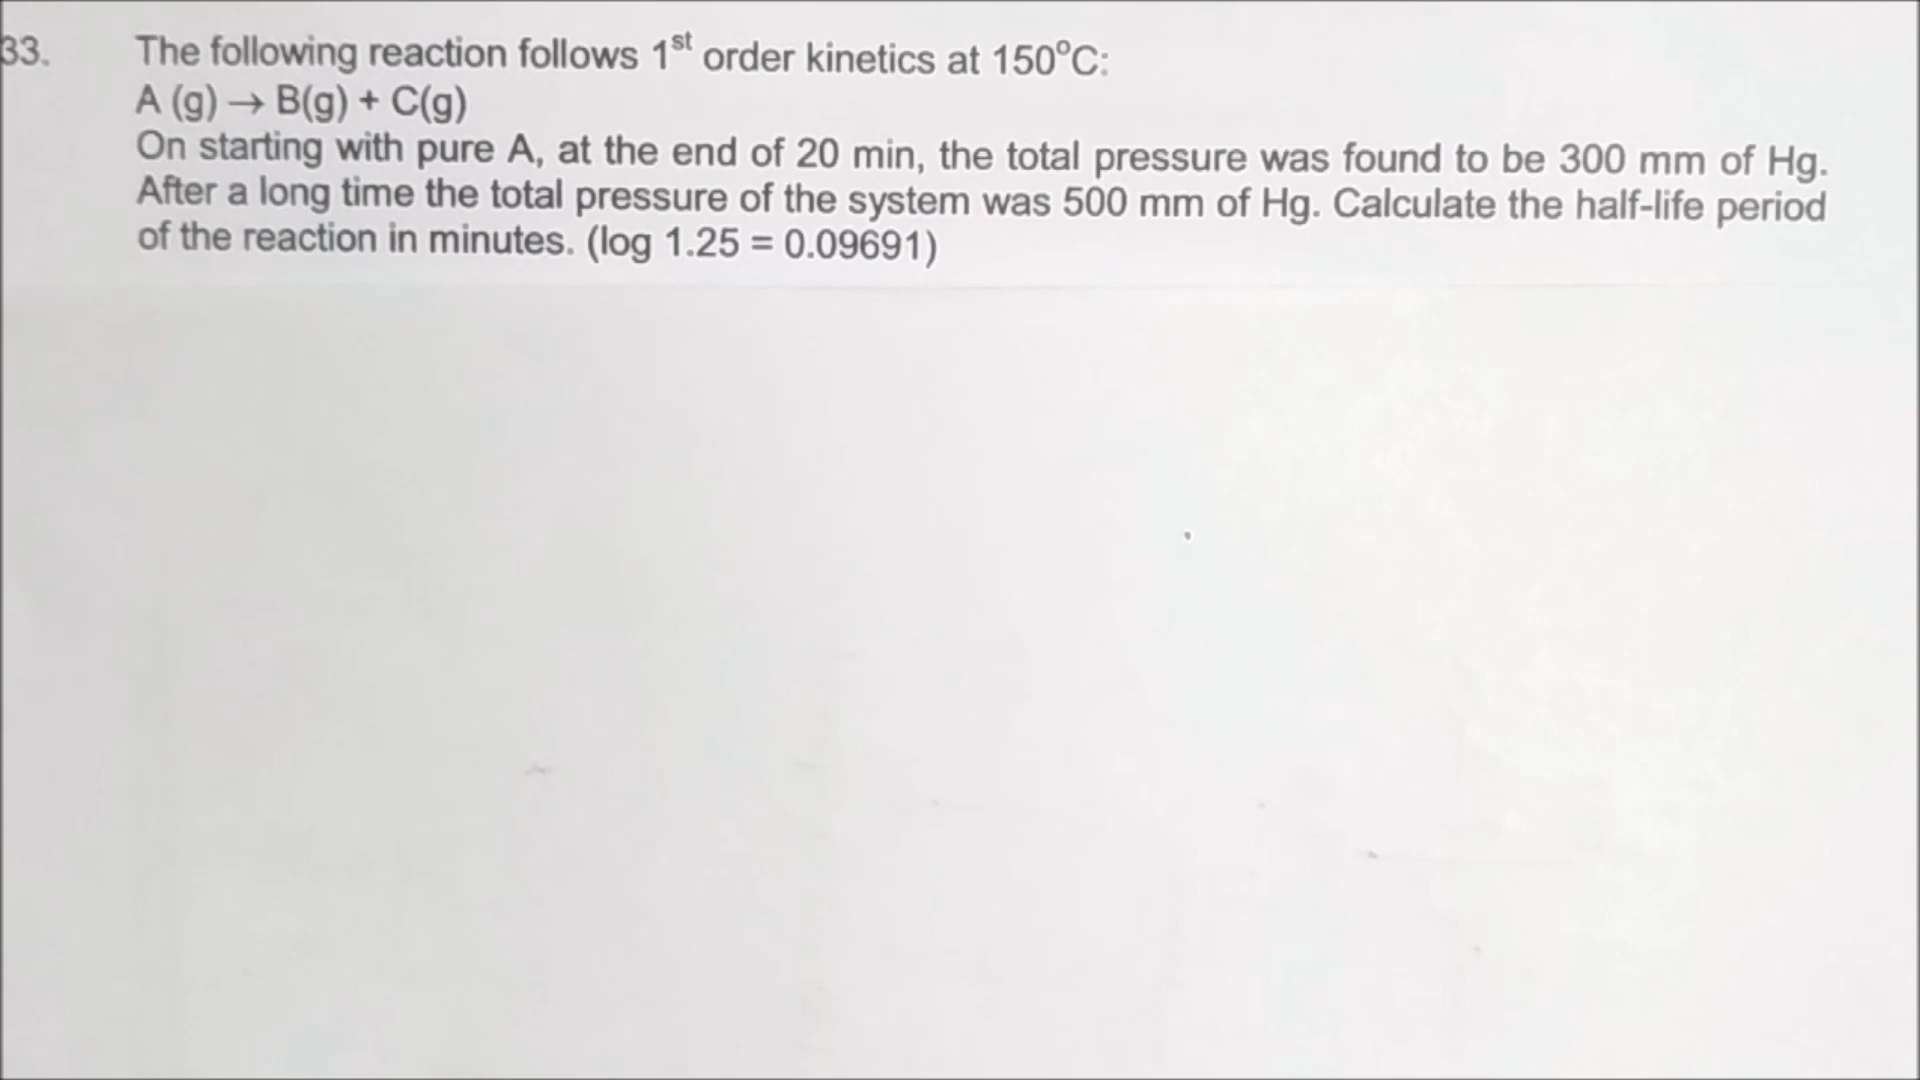 33. The following reaction follows 1st order kinetics at 150°C:
A (g) → B(g) + C(g)
On starting with pure A, at the end of 20 min, the total pressure was found to be 300 mm of Hg.
After a long time the total pressure of the system was 500 mm of Hg. Calculate the half-life period
of the reaction in minutes. (log 1.25 = 0.09691)